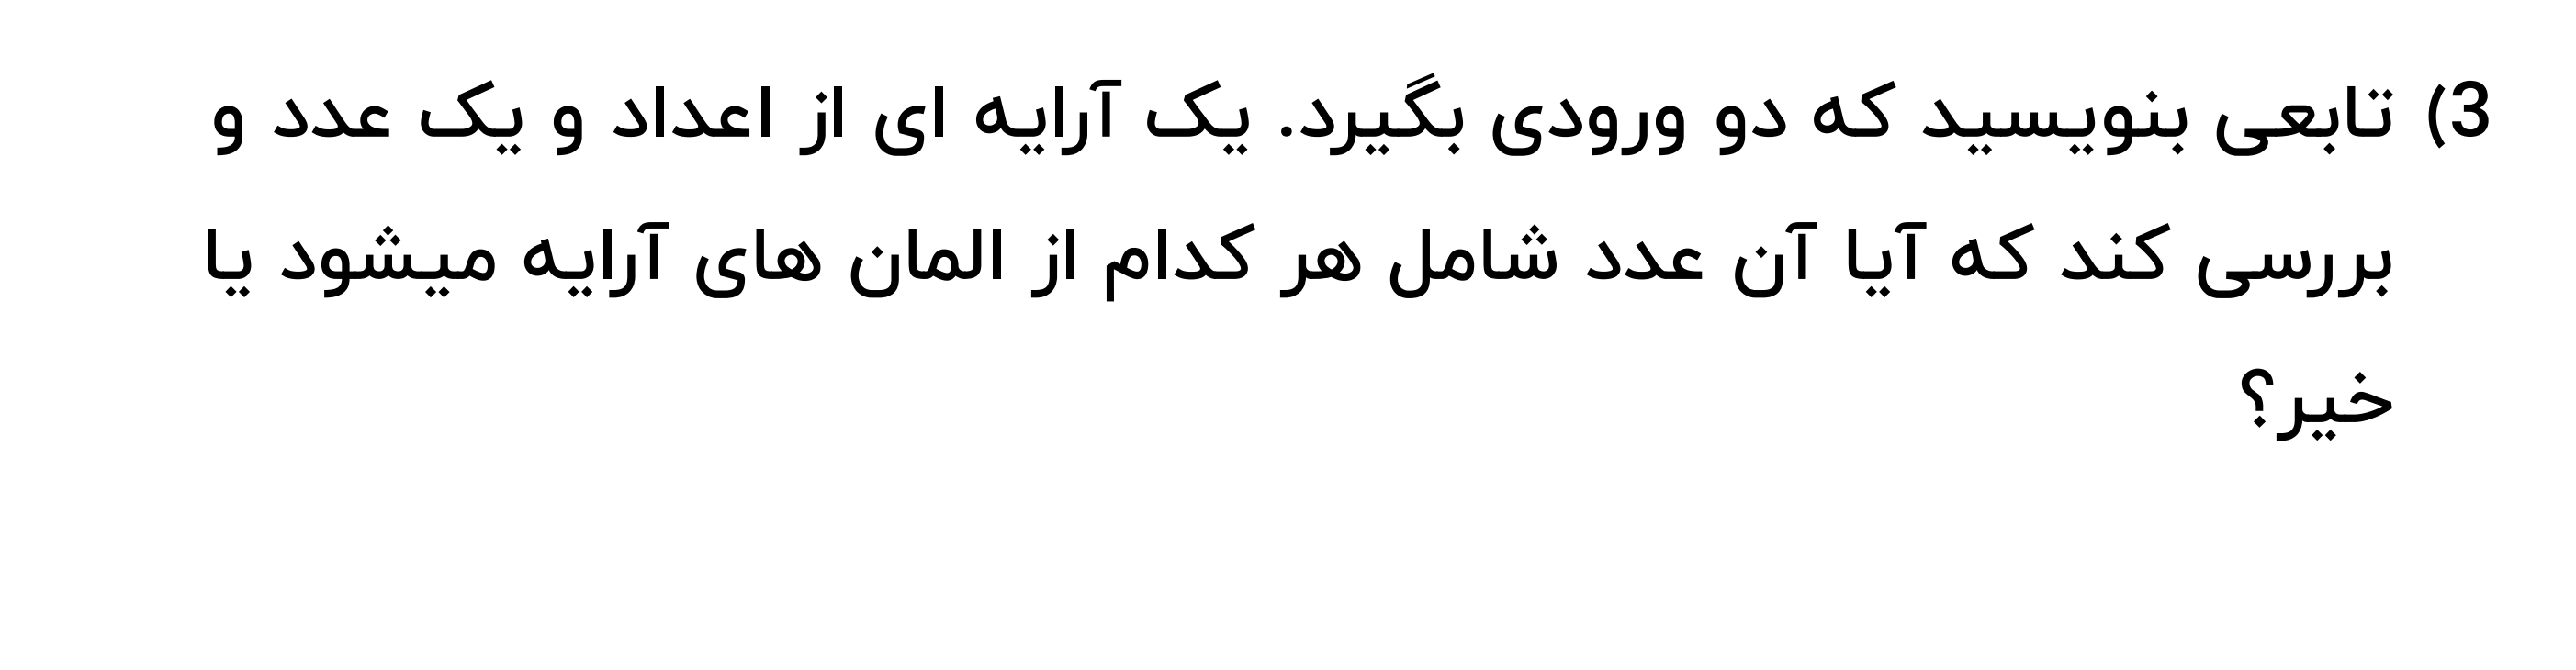 3) تابعی بنویسید که دو ورودی بگیرد. یک آرایه ای از اعداد و یک عدد و
بررسی کند که آیا آن عدد شامل هر کدام از المان های آرایه میشود یا
خیر؟